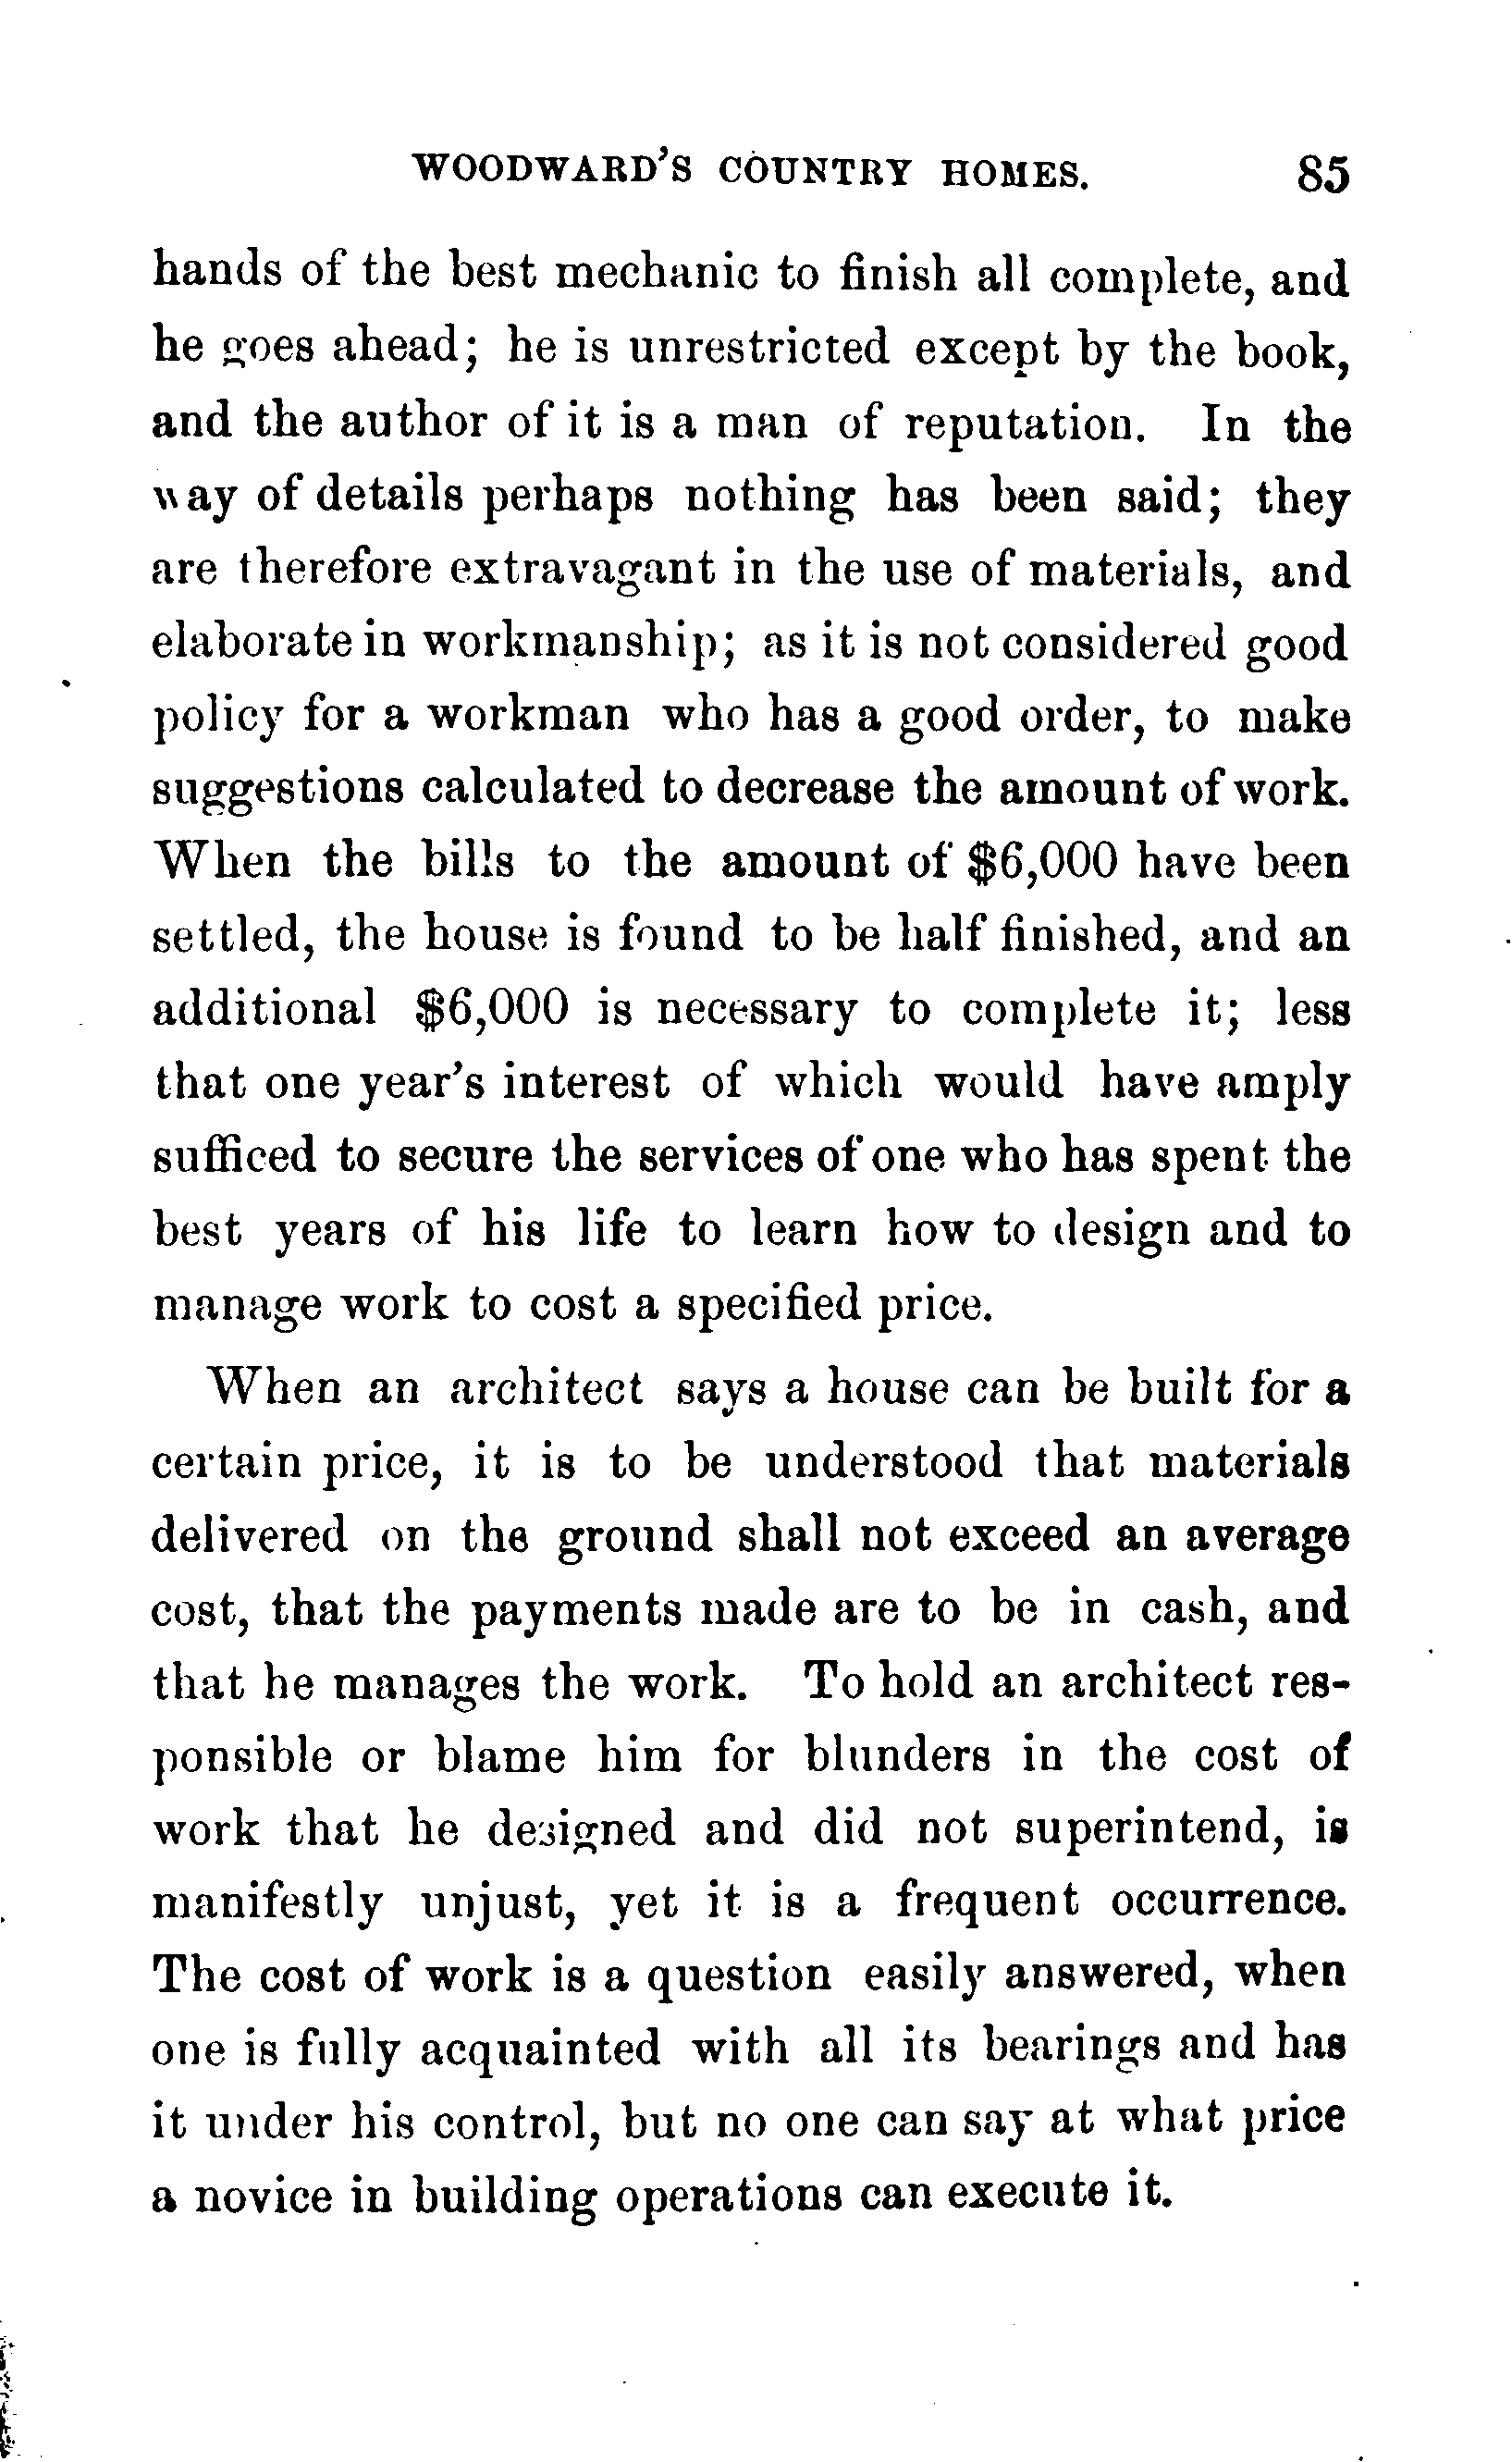 WOODWARD'S COUNTRY HOMES. 85
hands of the best mechanic to finish all complete, and
he goes ahead; he is unrestricted except by the book,
and the author of it is a man of reputation. In the
way of details perhaps nothing has been said; they
are therefore extravagant in the use of materials, and
elaborate in workmanship; as it is not considered good
policy for a workman who has a good order, to make
suggestions calculated to decrease the amount of work.
When the bills to the amount of $6,000 have been
settled, the house is found to be half finished, and an
additional $6,000 is necessary to complete it; less
that one year's interest of which would have amply
sufficed to secure the services of one who has spent the
best years of his life to learn how to design and to
manage work to cost a specified price.
When an architect says a house can be built for a
certain price, it is to be understood that materials
delivered on the ground shall not exceed an average
cost, that the payments made are to be in cash, and
that he manages the work. To hold an architect res-
ponsible or blame him for blunders in the cost of
work that he designed and did not superintend, is
manifestly unjust, yet it is a frequent occurrence.
The cost of work is a question easily answered, when
one is fully acquainted with all its bearings and has
it under his control, but no one can say at what price
a novice in building operations can execute it.